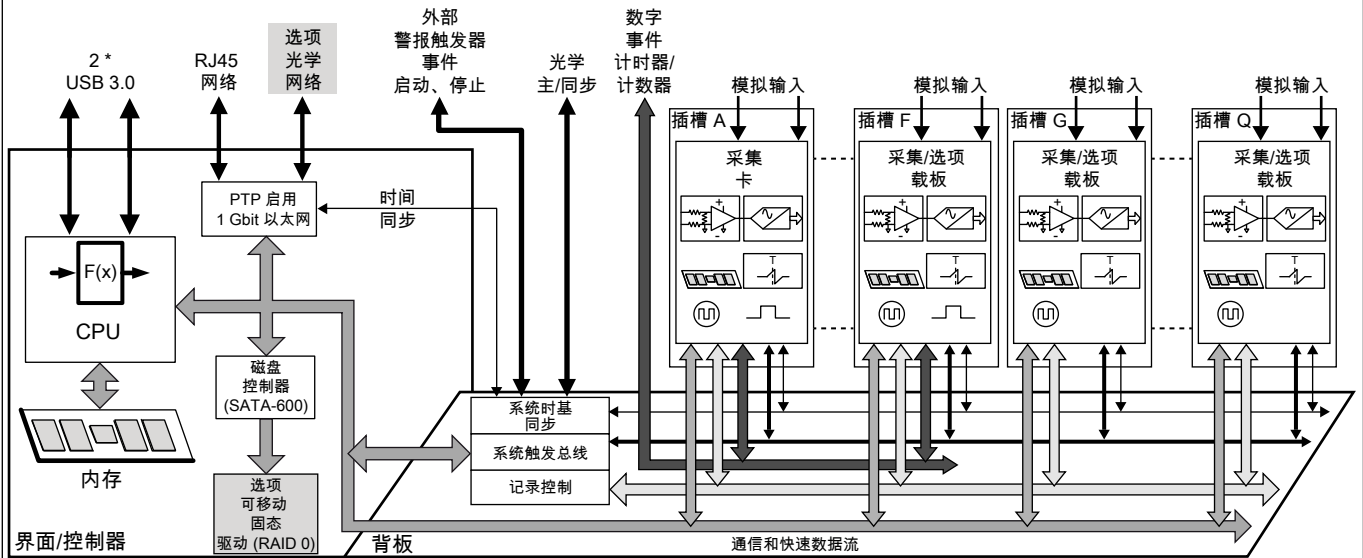 2 *
USB 3.0
RJ45
网络
选项
光学
网络
外部
警报触发器
事件
启动、停止
光学
主/同步
数字
事件
计时器/
计数器
模拟输入
模拟输入
模拟输入
模拟输入
插槽 A
插槽 F
插槽 G
插槽 Q
采集
卡
采集/选项
载板
采集/选项
载板
采集/选项
载板
+
-
T
+
-
T
+
-
T
+
-
T
PTP 启用
1 Gbit 以太网
时间
同步
F(x)
CPU
内存
磁盘
控制器
(SATA-600)
选项
可移动
固态
驱动 (RAID 0)
系统时基
同步
系统触发总线
记录控制
界面/控制器
背板
通信和快速数据流